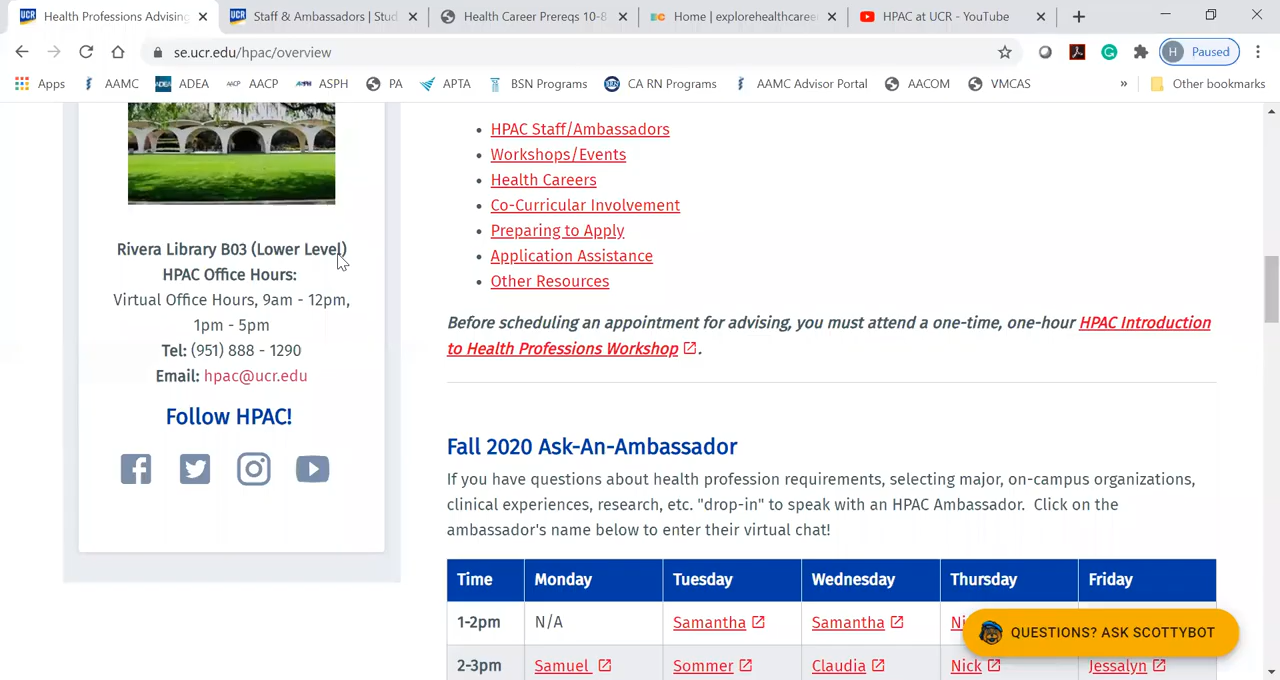 Health Professions Advising
Staff & Ambassadors | Stud
Health Career Prereqs 10-8
Home | explorehealthcaree
HPAC at UCR - YouTube
se.ucr.edu/hpac/overview
H Paused
Apps
AAMC
ADEA
AACP
ASPH
PA
APTA
BSN Programs
CA RN Programs
AAMC Advisor Portal
AACOM
VMCAS
»
Other bookmarks
Rivera Library B03 (Lower Level)
HPAC Office Hours:
Virtual Office Hours, 9am - 12pm,
1pm - 5pm
Tel: (951) 888 - 1290
Email: hpac@ucr.edu
Follow HPAC!
• HPAC Staff/Ambassadors
• Workshops/Events
• Health Careers
• Co-Curricular Involvement
• Preparing to Apply
• Application Assistance
• Other Resources
Before scheduling an appointment for advising, you must attend a one-time, one-hour HPAC Introduction
to Health Professions Workshop .
Fall 2020 Ask-An-Ambassador
If you have questions about health profession requirements, selecting major, on-campus organizations,
clinical experiences, research, etc. "drop-in" to speak with an HPAC Ambassador. Click on the
ambassador's name below to enter their virtual chat!
Time Monday Tuesday Wednesday Thursday Friday
1-2pm N/A Samantha Samantha Ni
2-3pm Samuel Sommer Claudia Nick Jessalyn
QUESTIONS? ASK SCOTTYBOT